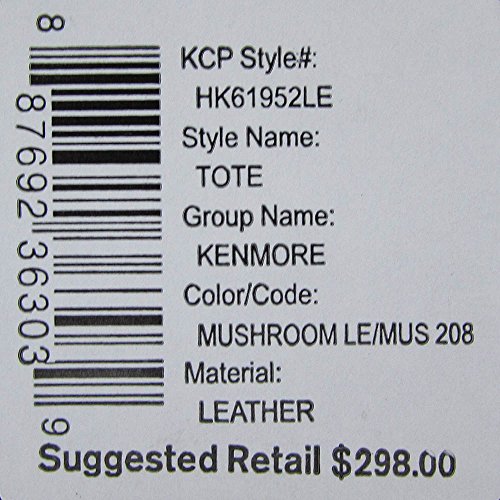 KCP Style#:
HK61952LE
Style Name:
TOTE
Group Name:
KENMORE
Color/Code:
MUSHROOM LE/MUS 208
Material:
LEATHER
8 87692 36303 9
Suggested Retail $298.00